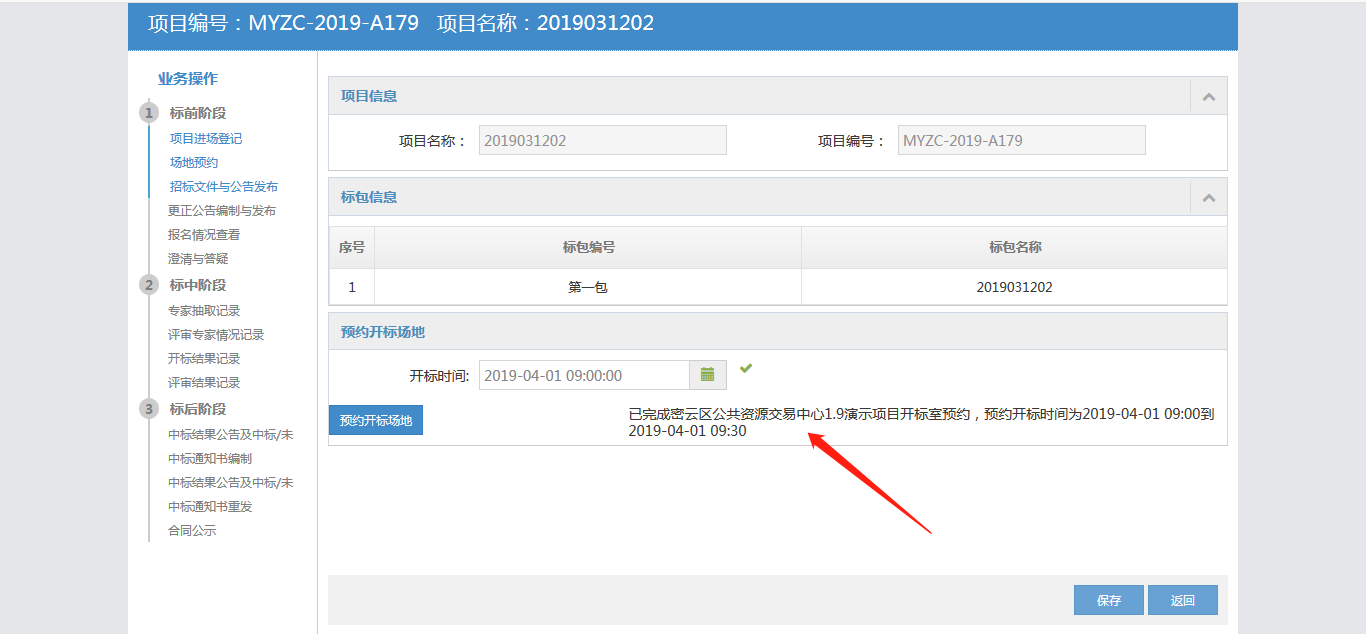 项目编号：MYZC-2019-A179 项目名称：2019031202
业务操作
1 标前阶段
项目进场登记
场地预约
招标文件与公告发布
更正公告编制与发布
报名情况查看
澄清与答疑
2 标中阶段
专家抽取记录
评审专家情况记录
开标结果记录
评审结果记录
3 标后阶段
中标结果公告及中标/未
中标通知书编制
中标结果公告及中标/未
中标通知书重发
合同公示
项目信息
项目名称： 2019031202 项目编号： MYZC-2019-A179
标包信息
序号 标包编号 标包名称
1 第一包 2019031202
预约开标场地
开标时间: 2019-04-01 09:00:00
预约开标场地
已完成密云区公共资源交易中心1.9演示项目开标室预约，预约开标时间为2019-04-01 09:00到
2019-04-01 09:30
保存 返回